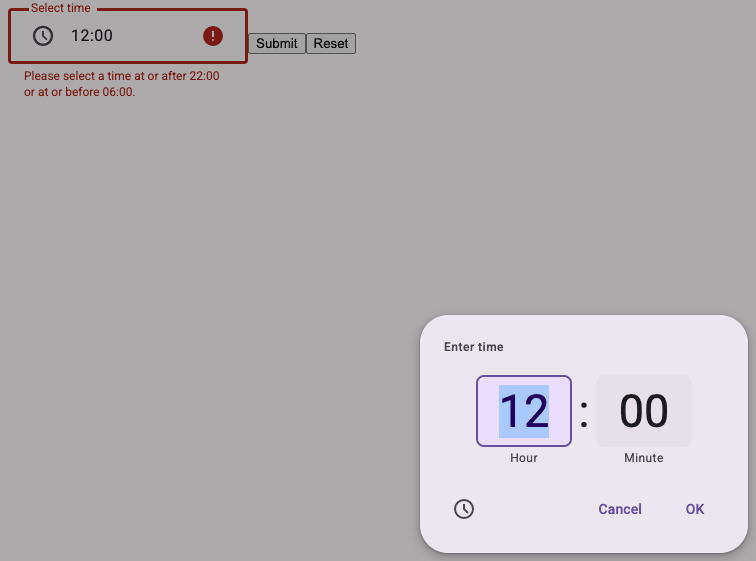 Select time
12:00
Submit Reset
Please select a time at or after 22:00
or at or before 06:00.
Enter time
12 : 00
Hour Minute
Cancel OK